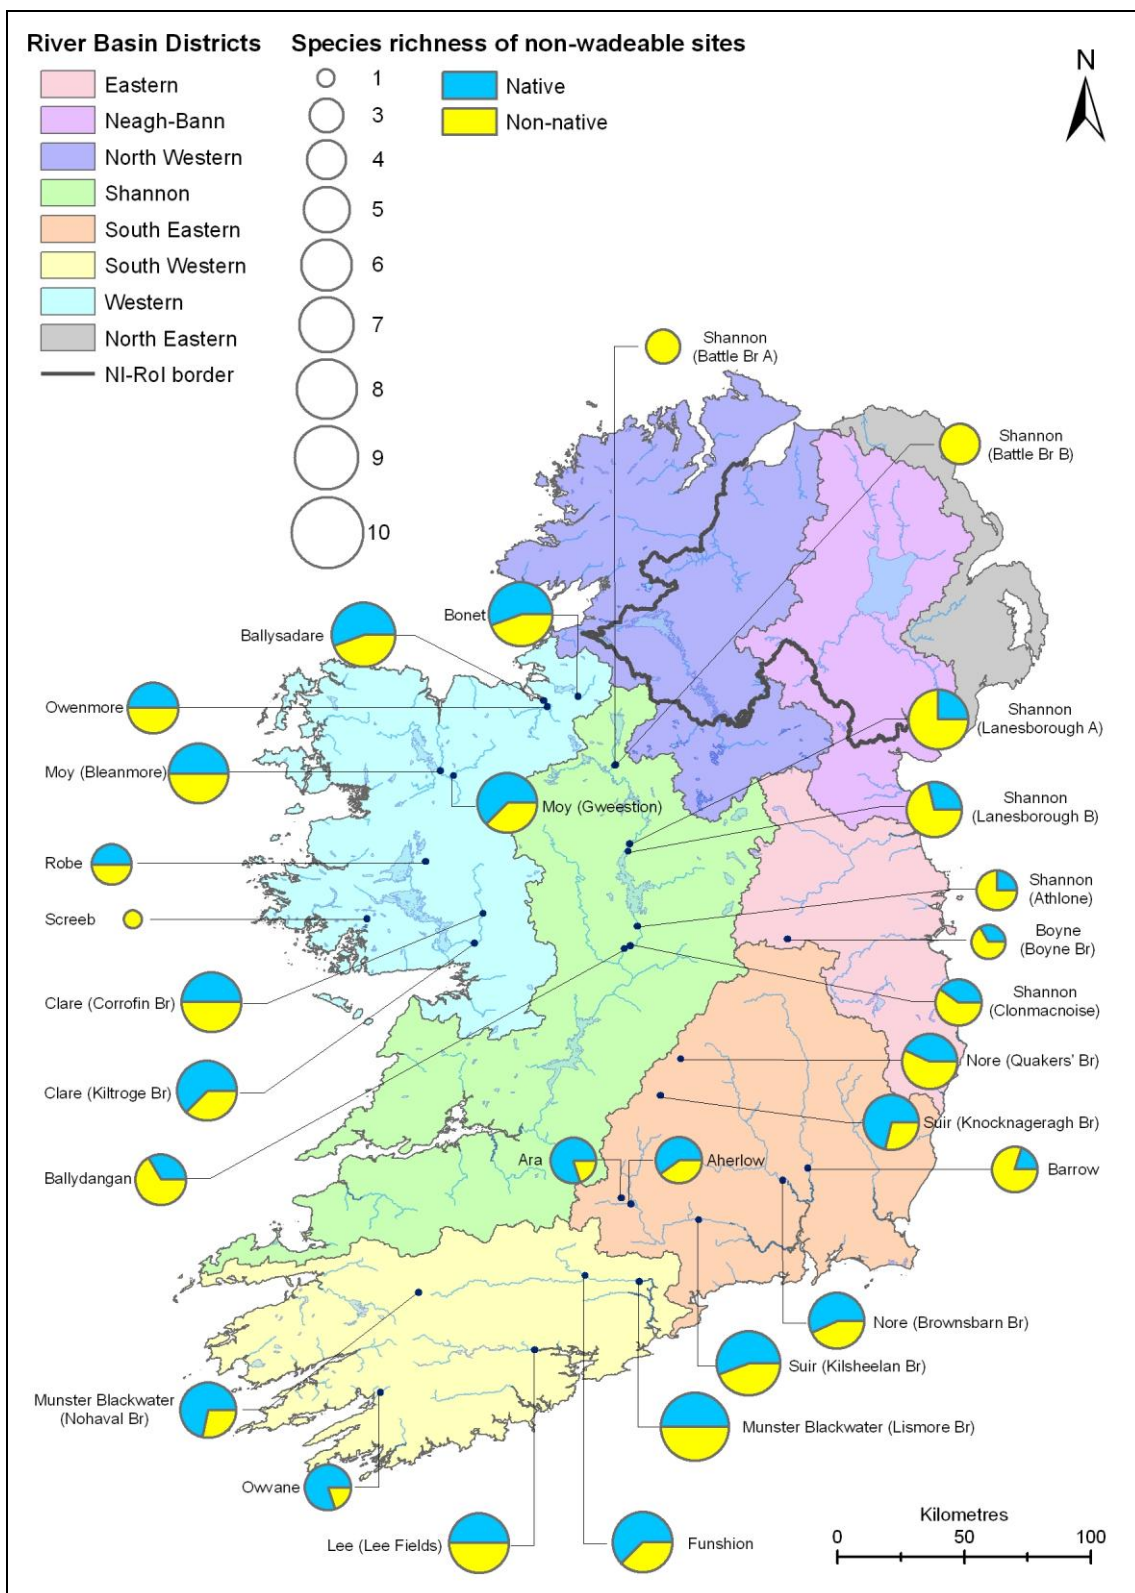 River Basin Districts
Eastern
Neagh-Bann
North Western
Shannon
South Eastern
South Western
Western
North Eastern
NI-RoI border
Species richness of non-wadeable sites
1
3
4
5
6
7
8
9
10
Native
Non-native
N
Shannon
(Battle Br A)
Shannon
(Battle Br B)
Bonet
Ballysadare
Owenmore
Shannon
(Lanesborough A)
Moy (Bleanmore)
Moy (Gweestion)
Shannon
(Lanesborough B)
Robe
Shannon
(Athlone)
Screeb
Boyne
(Boyne Br)
Clare (Corrofin Br)
Shannon
(Clonmacnoise)
Nore (Quakers' Br)
Clare (Kiltroge Br)
Suir (Knocknageragh Br)
Ara
Aherlow
Barrow
Ballydangan
Nore (Brownsbarn Br)
Suir (Kilsheelan Br)
Munster Blackwater
(Nohaval Br)
Munster Blackwater (Lismore Br)
Owvane
Lee (Lee Fields)
Funshion
Kilometres
0 50 100